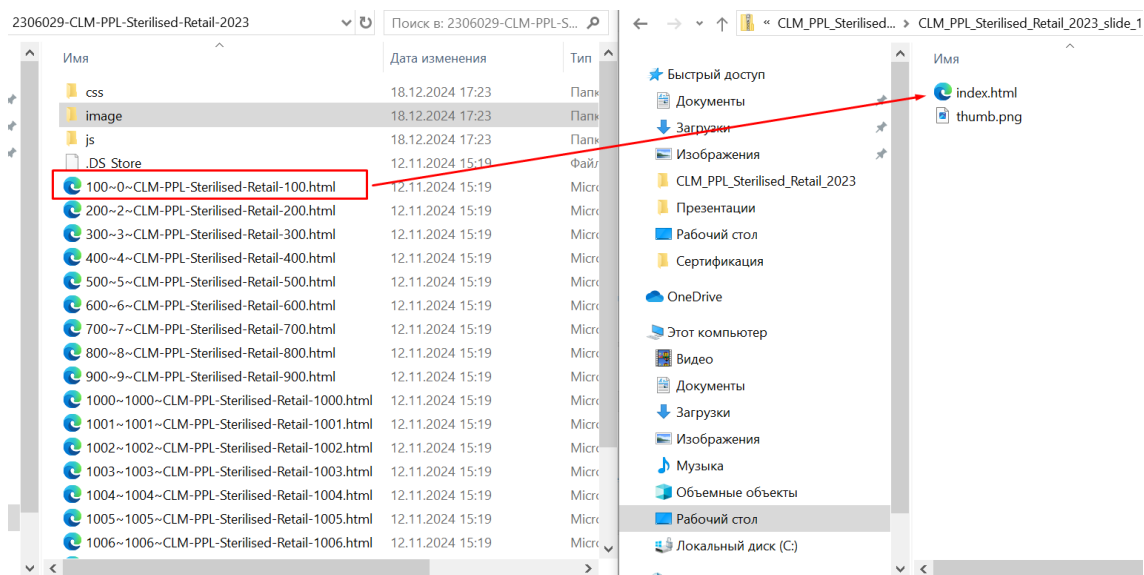 2306029-CLM-PPL-Sterilised-Retail-2023
Поиск в: 2306029-CLM-PPL-S...
Имя
Дата изменения
Тип
css 18.12.2024 17:23 Папк
image 18.12.2024 17:23 Папк
js 18.12.2024 17:23 Папк
.DS_Store 12.11.2024 15:19 Файл
100~0~CLM-PPL-Sterilised-Retail-100.html 12.11.2024 15:19 Micro
200~2~CLM-PPL-Sterilised-Retail-200.html 12.11.2024 15:19 Micro
300~3~CLM-PPL-Sterilised-Retail-300.html 12.11.2024 15:19 Micro
400~4~CLM-PPL-Sterilised-Retail-400.html 12.11.2024 15:19 Micro
500~5~CLM-PPL-Sterilised-Retail-500.html 12.11.2024 15:19 Micro
600~6~CLM-PPL-Sterilised-Retail-600.html 12.11.2024 15:19 Micro
700~7~CLM-PPL-Sterilised-Retail-700.html 12.11.2024 15:19 Micro
800~8~CLM-PPL-Sterilised-Retail-800.html 12.11.2024 15:19 Micro
900~9~CLM-PPL-Sterilised-Retail-900.html 12.11.2024 15:19 Micro
1000~1000~CLM-PPL-Sterilised-Retail-1000.html 12.11.2024 15:19 Micro
1001~1001~CLM-PPL-Sterilised-Retail-1001.html 12.11.2024 15:19 Micro
1002~1002~CLM-PPL-Sterilised-Retail-1002.html 12.11.2024 15:19 Micro
1003~1003~CLM-PPL-Sterilised-Retail-1003.html 12.11.2024 15:19 Micro
1004~1004~CLM-PPL-Sterilised-Retail-1004.html 12.11.2024 15:19 Micro
1005~1005~CLM-PPL-Sterilised-Retail-1005.html 12.11.2024 15:19 Micro
1006~1006~CLM-PPL-Sterilised-Retail-1006.html 12.11.2024 15:19 Micro
« CLM_PPL_Sterilised... > CLM_PPL_Sterilised_Retail_2023_slide_1
Быстрый доступ
Документы
Загрузки
Изображения
CLM_PPL_Sterilised_Retail_2023
Презентации
Рабочий стол
Сертификация
OneDrive
Этот компьютер
Видео
Документы
Загрузки
Изображения
Музыка
Объемные объекты
Рабочий стол
Локальный диск (C:)
Имя
index.html
thumb.png